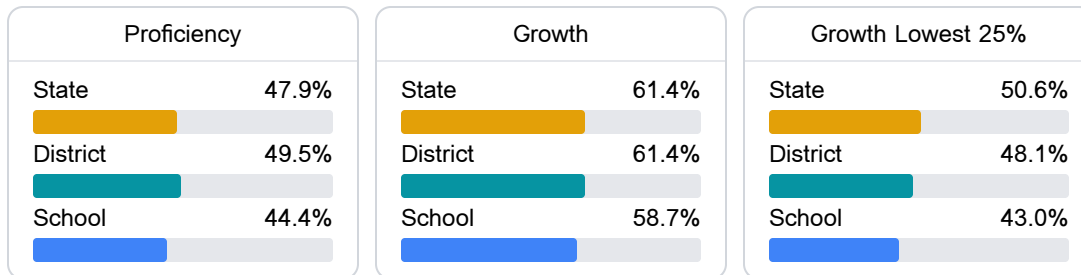 Proficiency
State 47.9%
District 49.5%
School 44.4%
Growth
State 61.4%
District 61.4%
School 58.7%
Growth Lowest 25%
State 50.6%
District 48.1%
School 43.0%